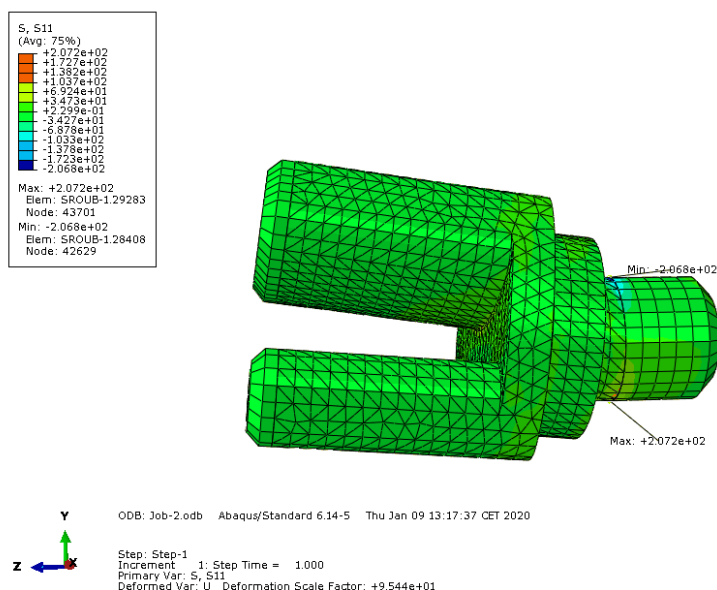 S, S11
(Avg: 75%)
+2.072e+02
+1.727e+02
+1.382e+02
+1.037e+02
+6.924e+01
+3.473e+01
+2.299e-01
-3.427e+01
-6.878e+01
-1.033e+02
-1.378e+02
-1.723e+02
-2.068e+02
Max: +2.072e+02
Elem: SROUB-1.29283
Node: 43701
Min: -2.068e+02
Elem: SROUB-1.28408
Node: 42629
Min: -2.068e+02
Max: +2.072e+02
Y
Z
X
ODB: Job-2.odb Abaqus/Standard 6.14-5 Thu Jan 09 13:17:37 CET 2020
Step: Step-1
Increment 1: Step Time = 1.000
Primary Var: S, S11
Deformed Var: U Deformation Scale Factor: +9.544e+01